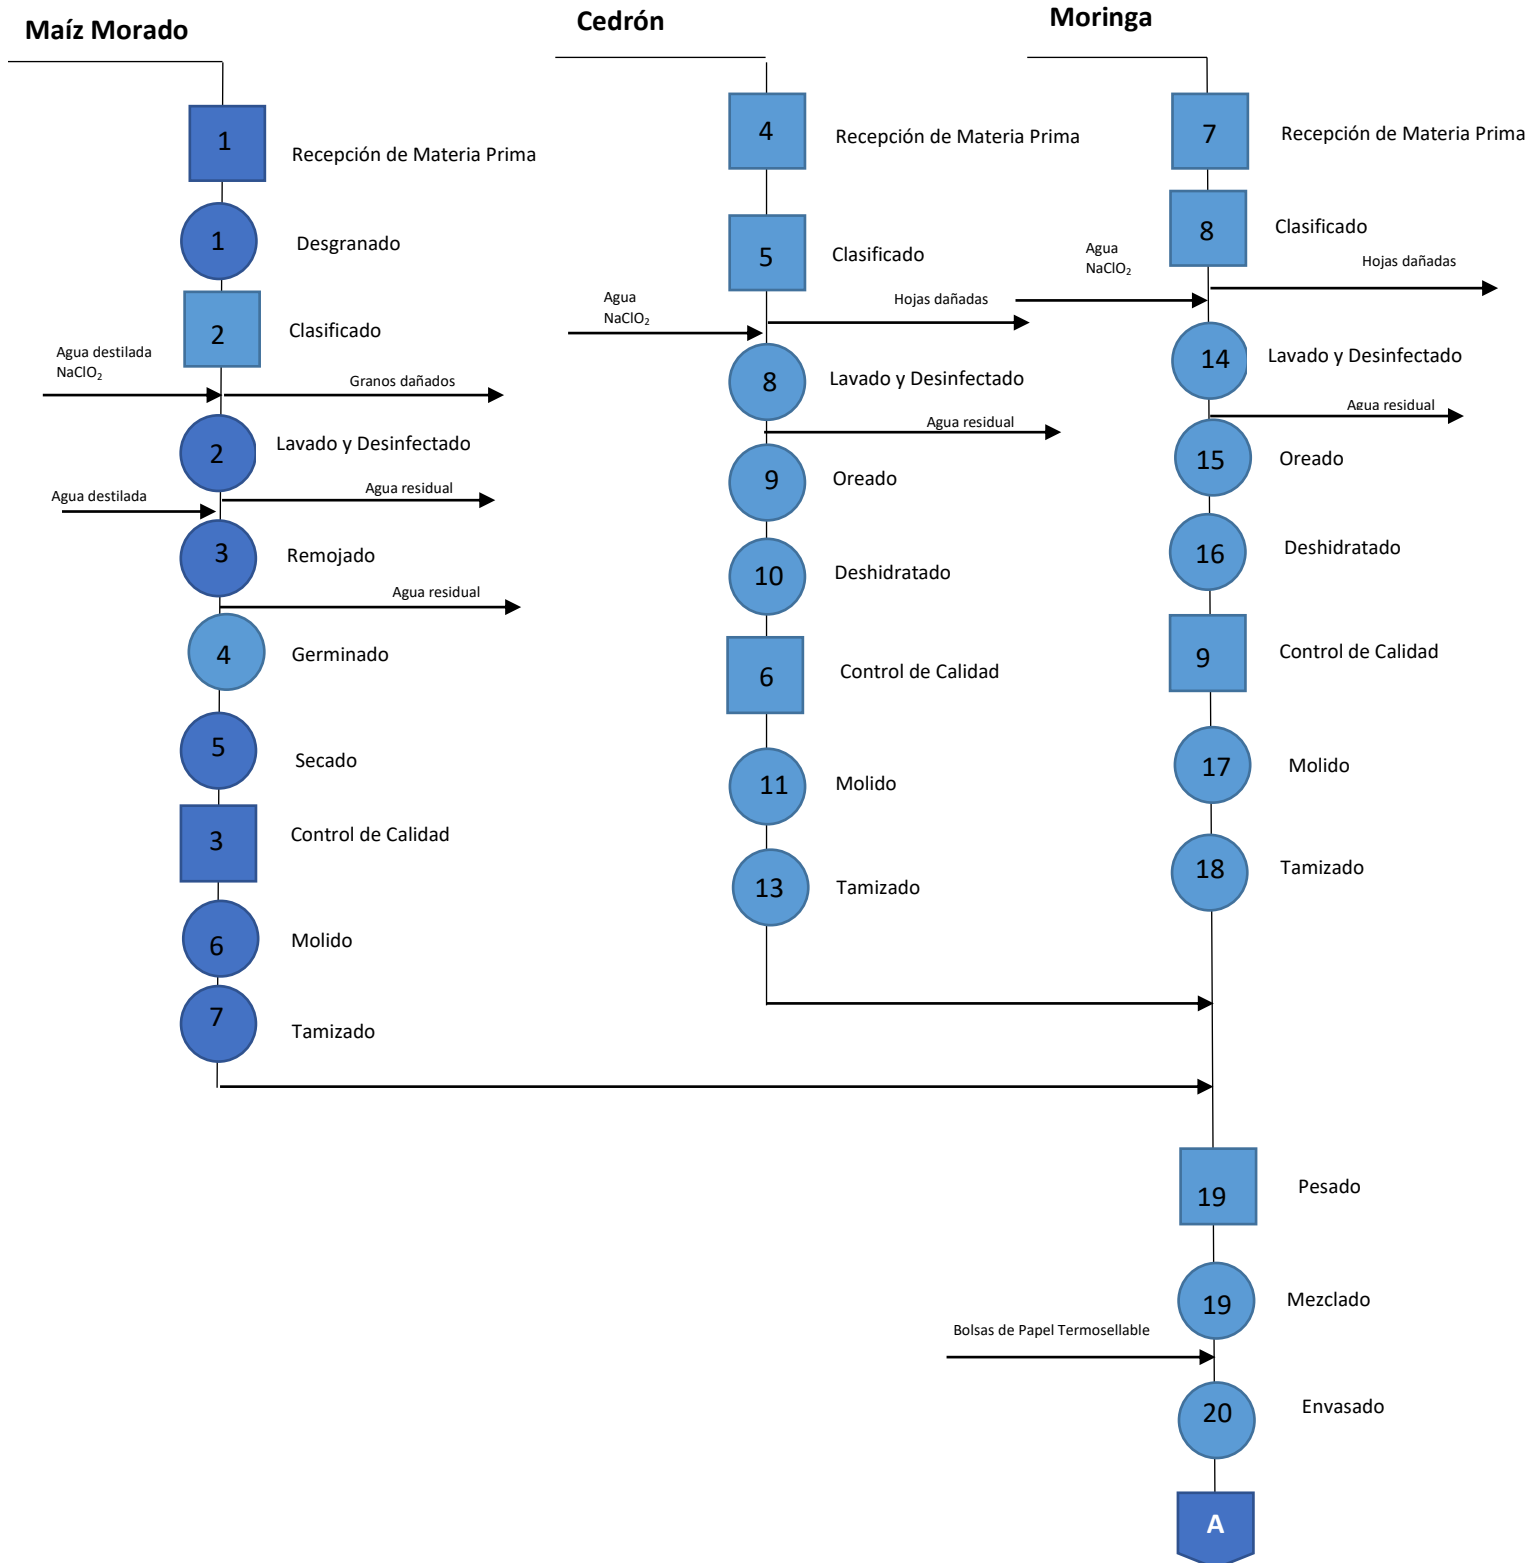 Maíz Morado
1
Recepción de Materia Prima
1
Desgranado
2
Clasificado
Agua destilada
NaClO₂
Granos dañados
2
Lavado y Desinfectado
Agua destilada
Agua residual
3
Remojado
Agua residual
4
Germinado
5
Secado
3
Control de Calidad
6
Molido
7
Tamizado
Cedrón
4
Recepción de Materia Prima
5
Clasificado
Agua
NaClO₂
Hojas dañadas
8
Lavado y Desinfectado
Agua residual
9
Oreado
10
Deshidratado
6
Control de Calidad
11
Molido
13
Tamizado
Moringa
7
Recepción de Materia Prima
8
Clasificado
Agua
NaClO₂
Hojas dañadas
14
Lavado y Desinfectado
Agua residual
15
Oreado
16
Deshidratado
9
Control de Calidad
17
Molido
18
Tamizado
19
Pesado
19
Mezclado
Bolsas de Papel Termosellable
20
Envasado
A